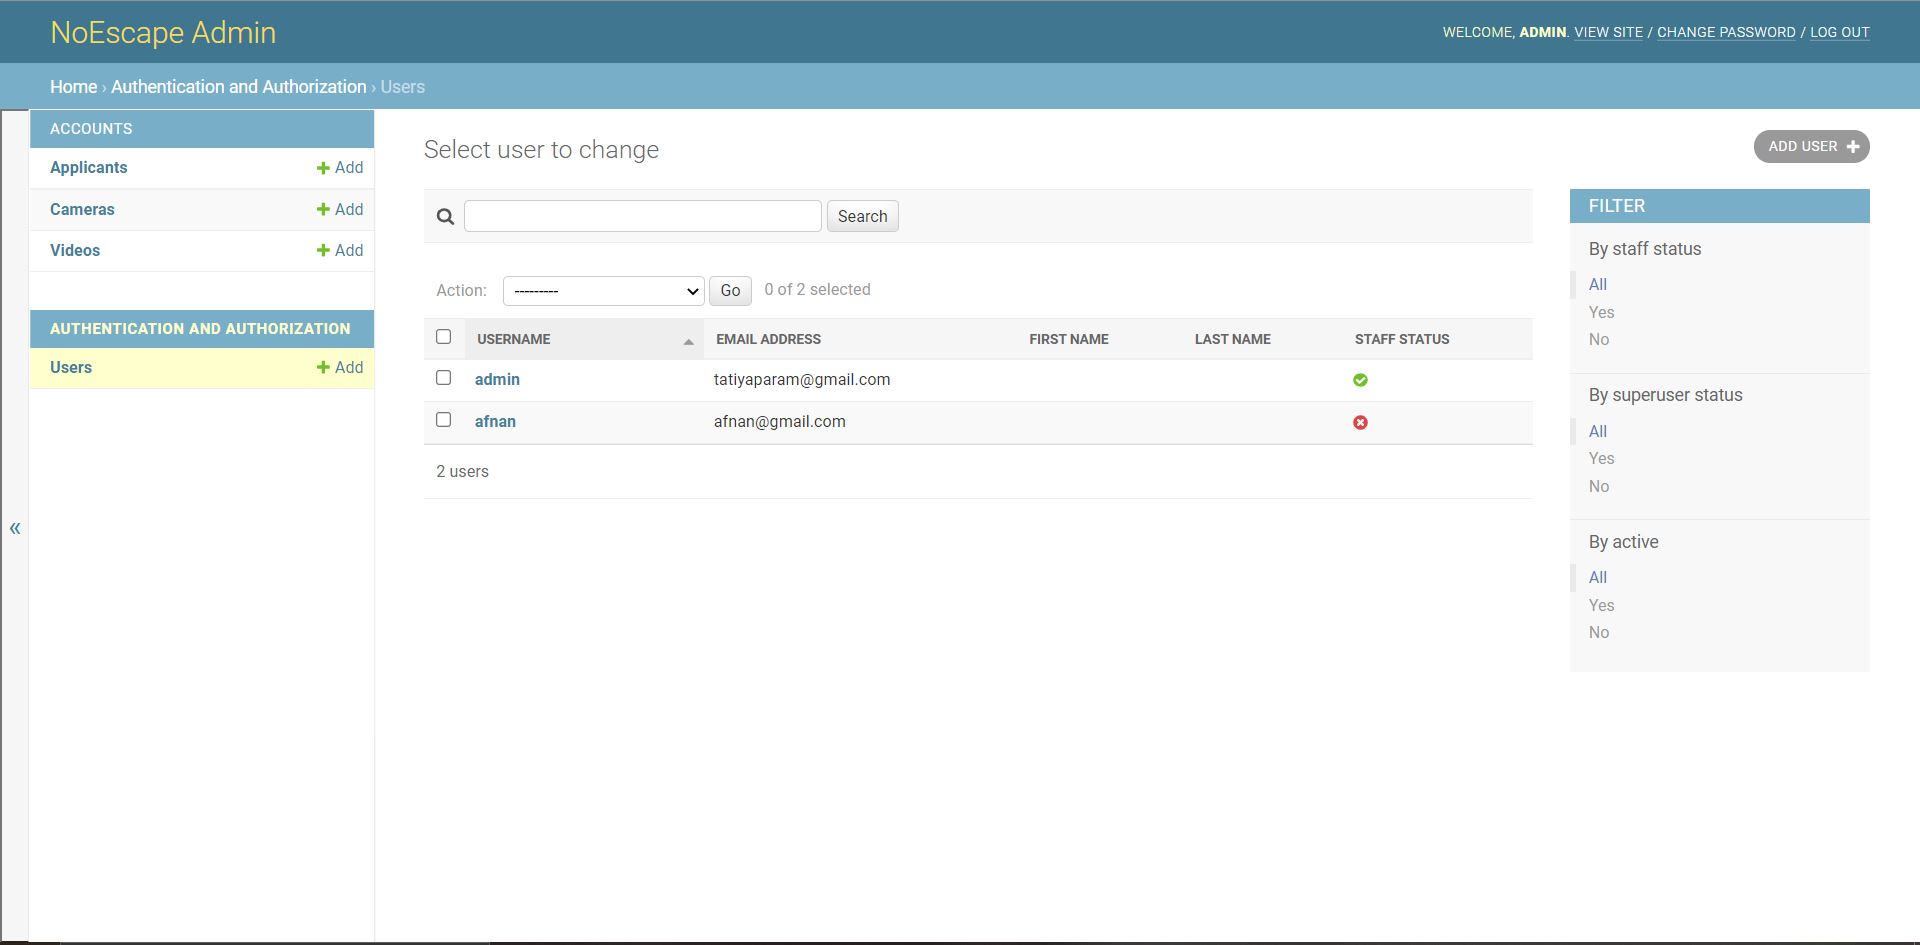 NoEscape Admin
WELCOME, ADMIN. VIEW SITE / CHANGE PASSWORD / LOG OUT
Home › Authentication and Authorization › Users
ACCOUNTS
Applicants + Add
Cameras + Add
Videos + Add
AUTHENTICATION AND AUTHORIZATION
Users + Add
«
Select user to change
ADD USER +
Search
Action: --------- Go 0 of 2 selected
USERNAME EMAIL ADDRESS FIRST NAME LAST NAME STAFF STATUS
admin tatiyaparam@gmail.com
afnan afnan@gmail.com
2 users
FILTER
By staff status
All
Yes
No
By superuser status
All
Yes
No
By active
All
Yes
No